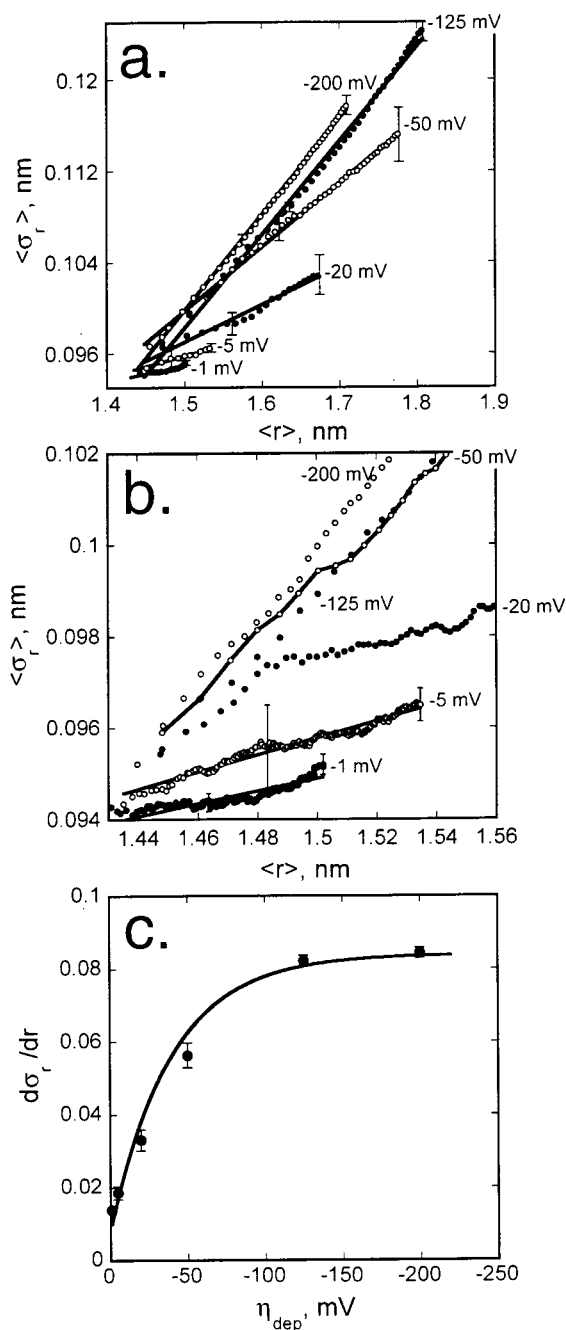 a.
-125 mV
-200 mV
-50 mV
-20 mV
-5 mV
-1 mV
0.12
0.112
0.104
0.096
<σr>, nm
1.4 1.5 1.6 1.7 1.8 1.9
<r>, nm
b.
0.102
0.1
0.098
0.096
0.094
<σr>, nm
-200 mV
-50 mV
-125 mV
-20 mV
-5 mV
-1 mV
1.44 1.46 1.48 1.5 1.52 1.54 1.56
<r>, nm
c.
0.1
0.08
0.06
0.04
0.02
0
dσr/dr
0 -50 -100 -150 -200 -250
ηdep, mV